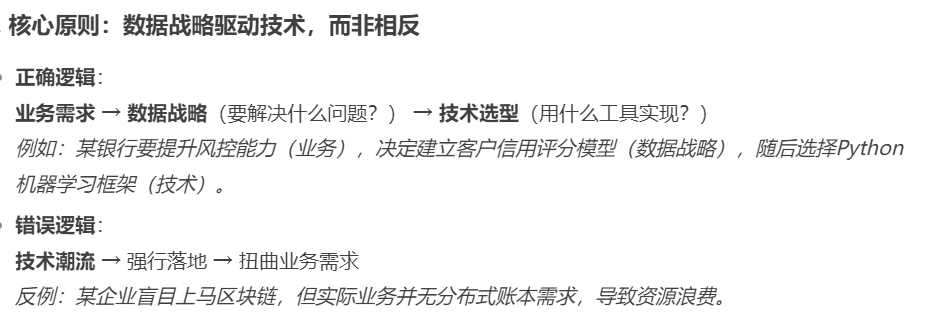 核心原则：数据战略驱动技术，而非相反
正确逻辑：
业务需求 → 数据战略（要解决什么问题？） → 技术选型（用什么工具实现？）
例如：某银行要提升风控能力（业务），决定建立客户信用评分模型（数据战略），随后选择Python
机器学习框架（技术）。
错误逻辑：
技术潮流 → 强行落地 → 扭曲业务需求
反例：某企业盲目上马区块链，但实际业务并无分布式账本需求，导致资源浪费。